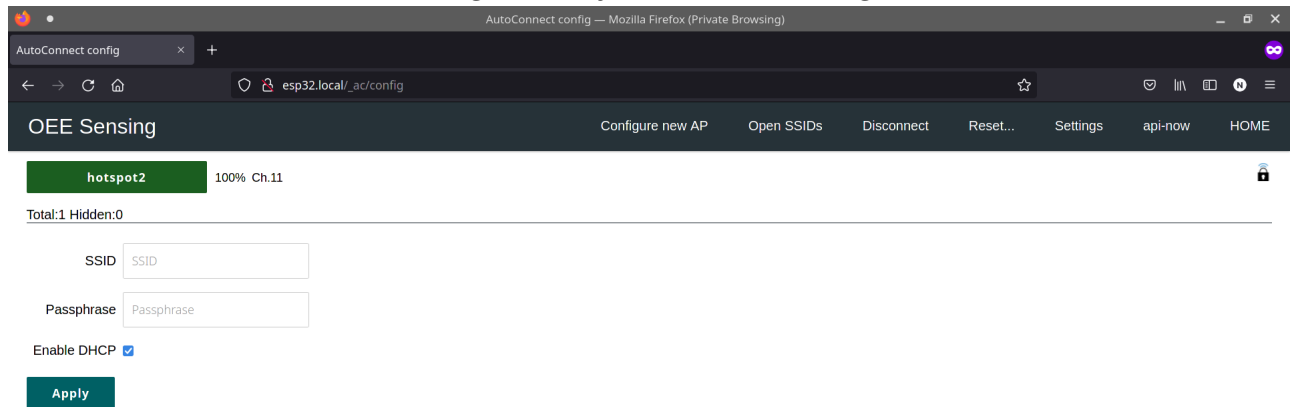 AutoConnect config — Mozilla Firefox (Private Browsing)
AutoConnect config
esp32.local/_ac/config
N
OEE Sensing Configure new AP Open SSIDs Disconnect Reset... Settings api-now HOME
hotspot2 100% Ch.11
Total:1 Hidden:0
SSID SSID
Passphrase Passphrase
Enable DHCP
Apply